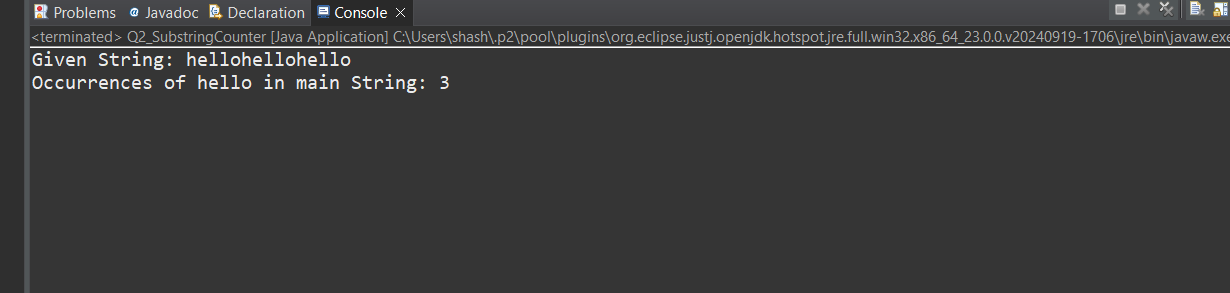 Problems @ Javadoc Declaration Console
<terminated> Q2_SubstringCounter [Java Application] C:\Users\shash\.p2\pool\plugins\org.eclipse.justj.openjdk.hotspot.jre.full.win32.x86_64_23.0.0.v20240919-1706\jre\bin\javaw.exe
Given String: hellohellohello
Occurrences of hello in main String: 3